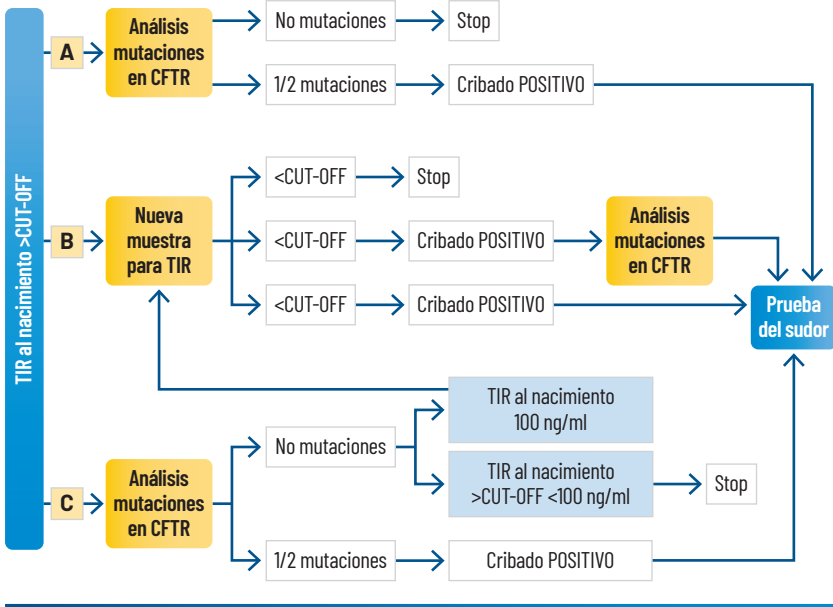 TIR al nacimiento >CUT-OFF
A
Análisis
mutaciones
en CFTR
No mutaciones
Stop
1/2 mutaciones
Cribado POSITIVO
B
Nueva
muestra
para TIR
<CUT-OFF
Stop
<CUT-OFF
Cribado POSITIVO
Análisis
mutaciones
en CFTR
<CUT-OFF
Cribado POSITIVO
Prueba
del sudor
C
Análisis
mutaciones
en CFTR
No mutaciones
TIR al nacimiento
100 ng/ml
TIR al nacimiento
>CUT-OFF <100 ng/ml
Stop
1/2 mutaciones
Cribado POSITIVO